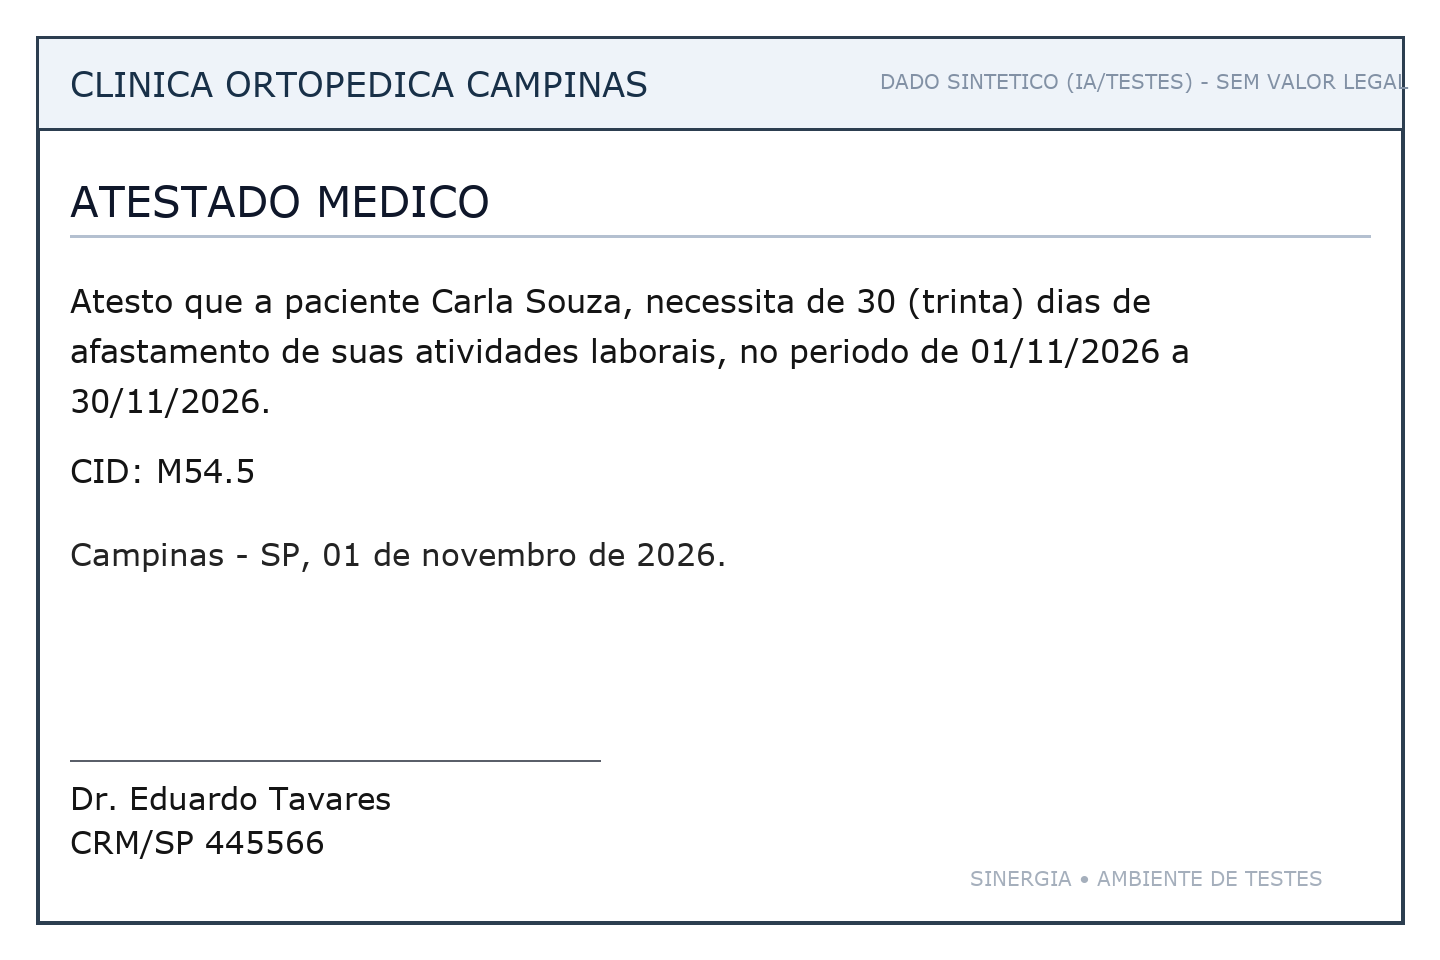 CLINICA ORTOPEDICA CAMPINAS
DADO SINTETICO (IA/TESTES) - SEM VALOR LEGAL
ATESTADO MEDICO
Atesto que a paciente Carla Souza, necessita de 30 (trinta) dias de
afastamento de suas atividades laborais, no periodo de 01/11/2026 a
30/11/2026.
CID: M54.5
Campinas - SP, 01 de novembro de 2026.
Dr. Eduardo Tavares
CRM/SP 445566
SINERGIA • AMBIENTE DE TESTES